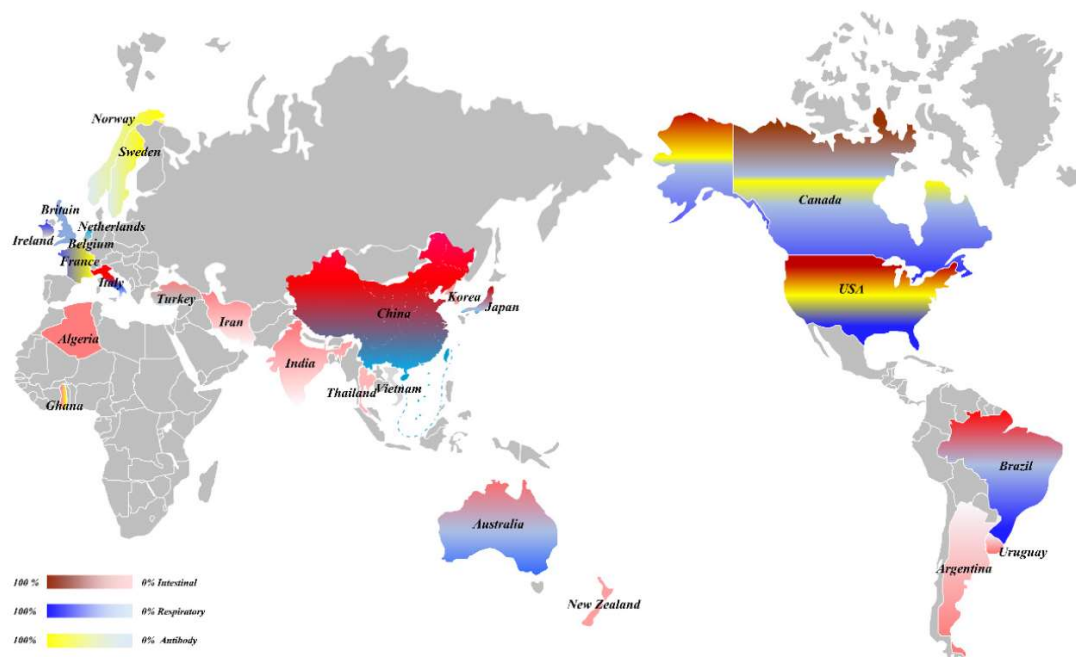 Norway
Sweden
Britain
Netherlands
Ireland
Belgium
France
Italy
Turkey
Korea
Japan
China
Iran
Algeria
India
Thailand
Vietnam
Ghana
Australia
New Zealand
Canada
USA
Brazil
Uruguay
Argentina
100 % 0% Intestinal
100% 0% Respiratory
100% 0% Antibody